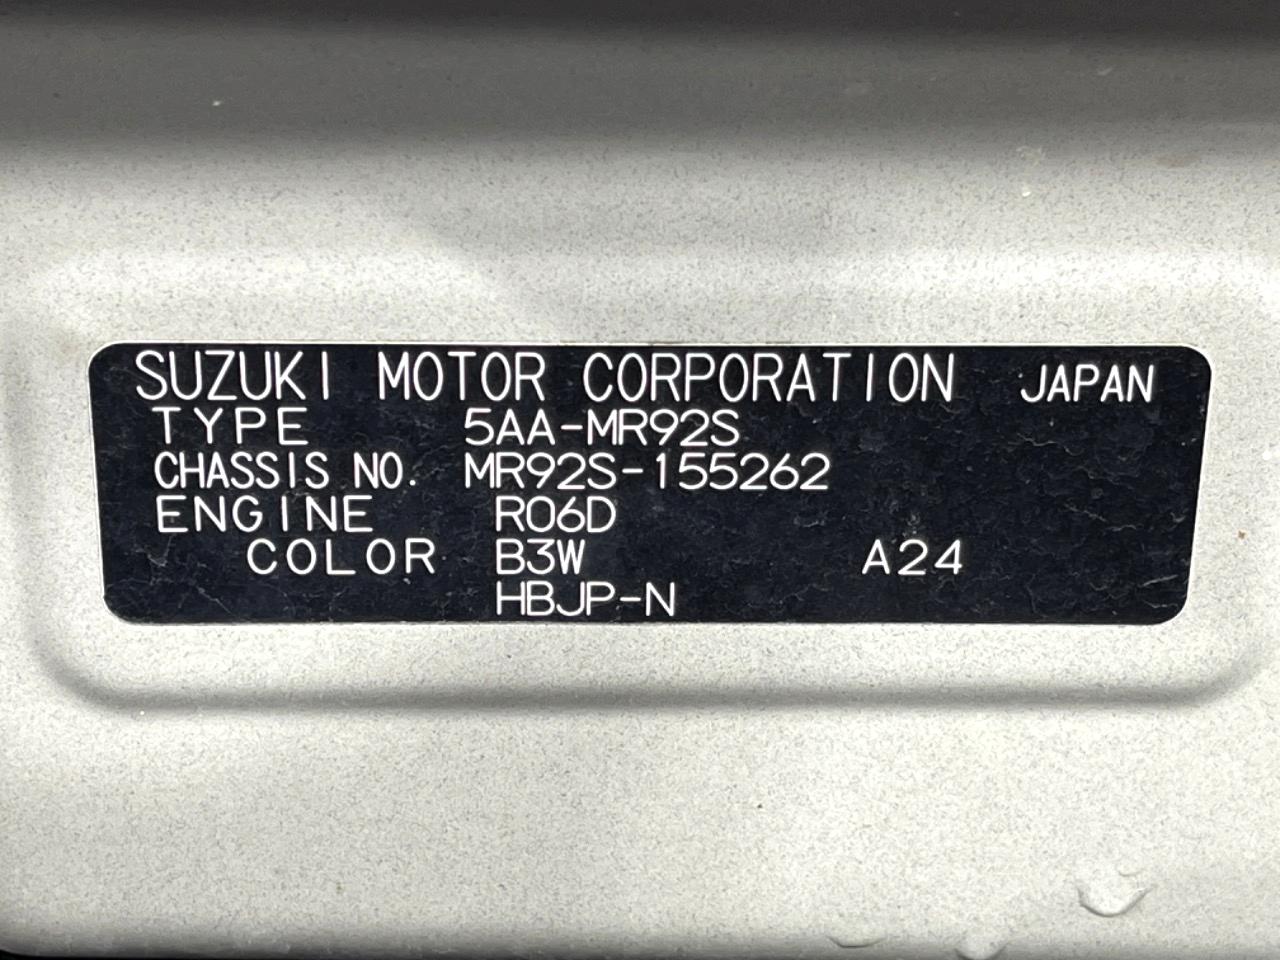 SUZUKI MOTOR CORPORATION JAPAN
TYPE 5AA-MR92S
CHASSIS NO. MR92S-155262
ENGINE R06D
COLOR B3W A24
HBJP-N